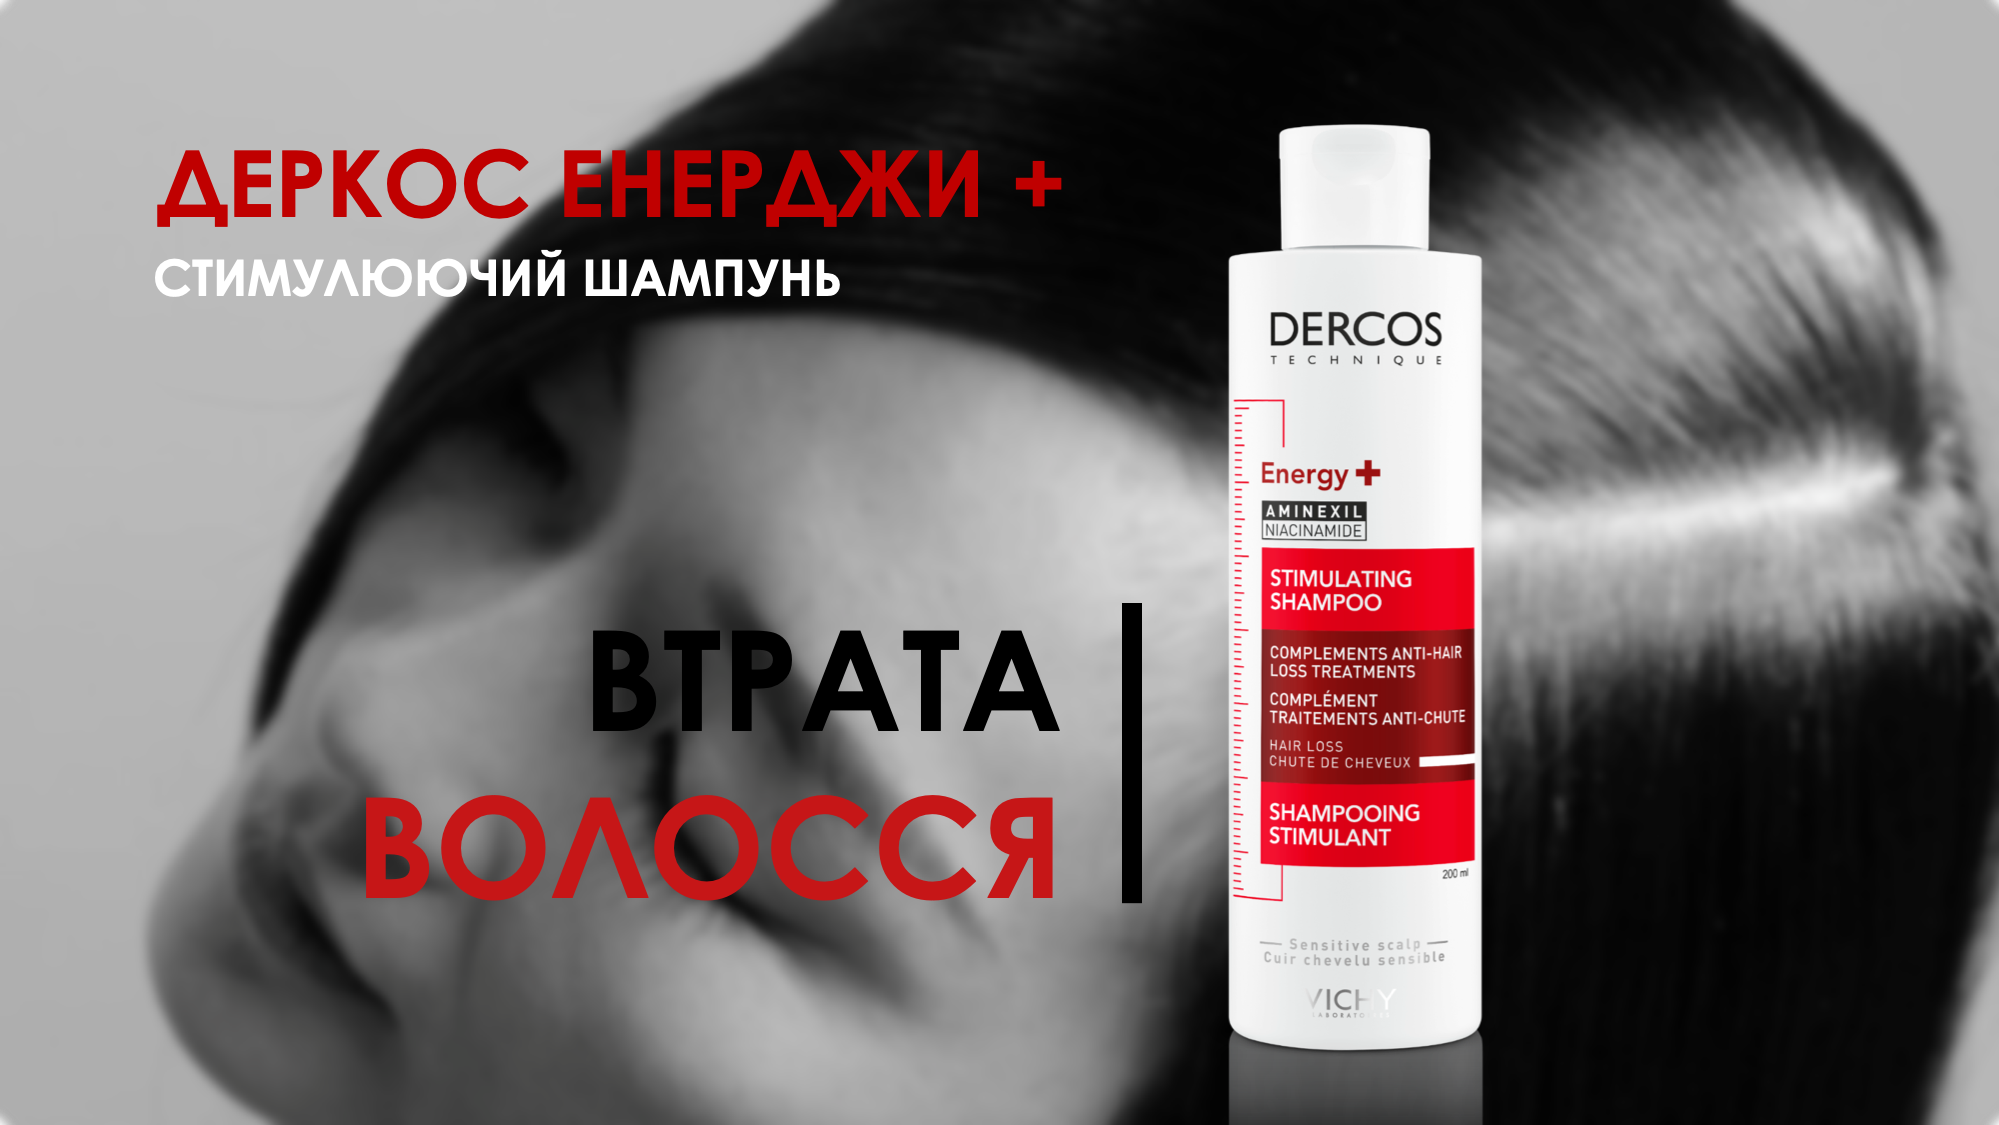 ДЕРКОС ЕНЕРДЖИ +
СТИМУЛЮЮЧИЙ ШАМПУНЬ
ВТРАТА
ВОЛОССЯ
DERCOS
TECHNIQUE
Energy +
AMINEXIL
NIACINAMIDE
STIMULATING
SHAMPOO
COMPLEMENTS ANTI-HAIR
LOSS TREATMENTS
COMPLÉMENT
TRAITEMENTS ANTI-CHUTE
HAIR LOSS
CHUTE DE CHEVEUX
SHAMPOOING
STIMULANT
200 ml
Sensitive scalp
Cuir chevelu sensible
VICHY
LABORATOIRES